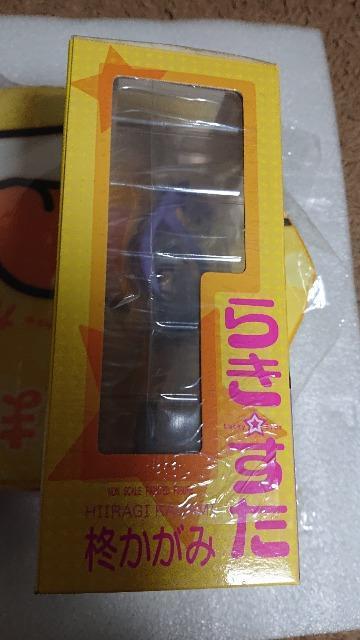 らき☆すた
NON SCALE PAINTED FIGURE
HIIRAGI KAGAMI
柊かがみ